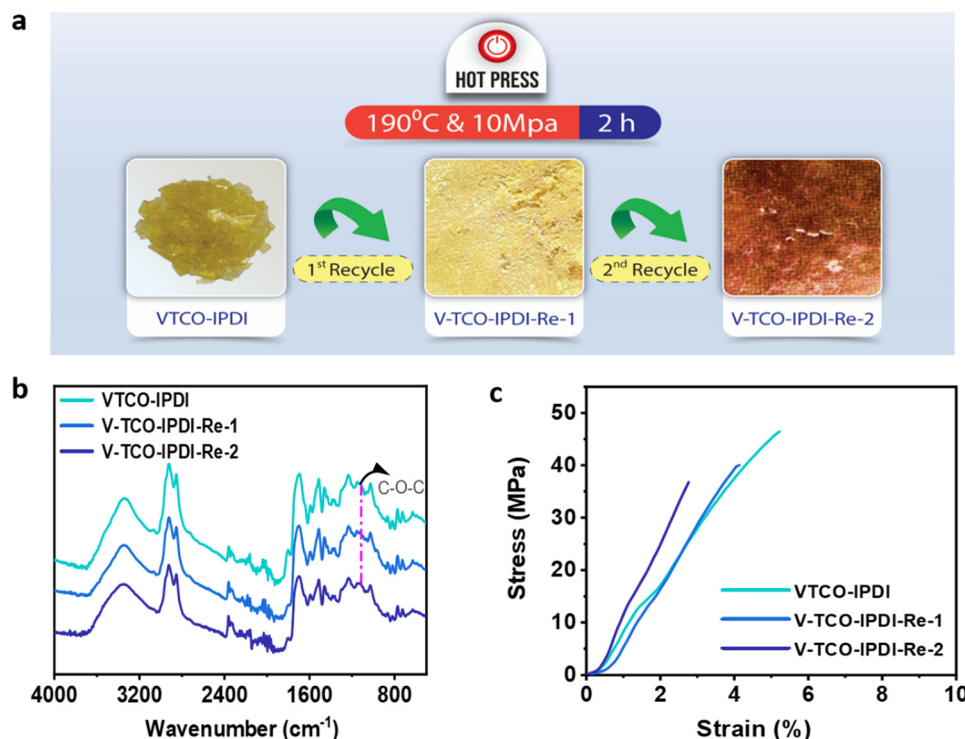 a
HOT PRESS
190⁰C & 10Mpa 2 h
1st Recycle
2nd Recycle
VTCO-IPDI
V-TCO-IPDI-Re-1
V-TCO-IPDI-Re-2
b
VTCO-IPDI
V-TCO-IPDI-Re-1
V-TCO-IPDI-Re-2
C-O-C
4000 3200 2400 1600 800
Wavenumber (cm-1)
c
50
40
30
20
10
0
Stress (MPa)
VTCO-IPDI
V-TCO-IPDI-Re-1
V-TCO-IPDI-Re-2
0 2 4 6 8 10
Strain (%)